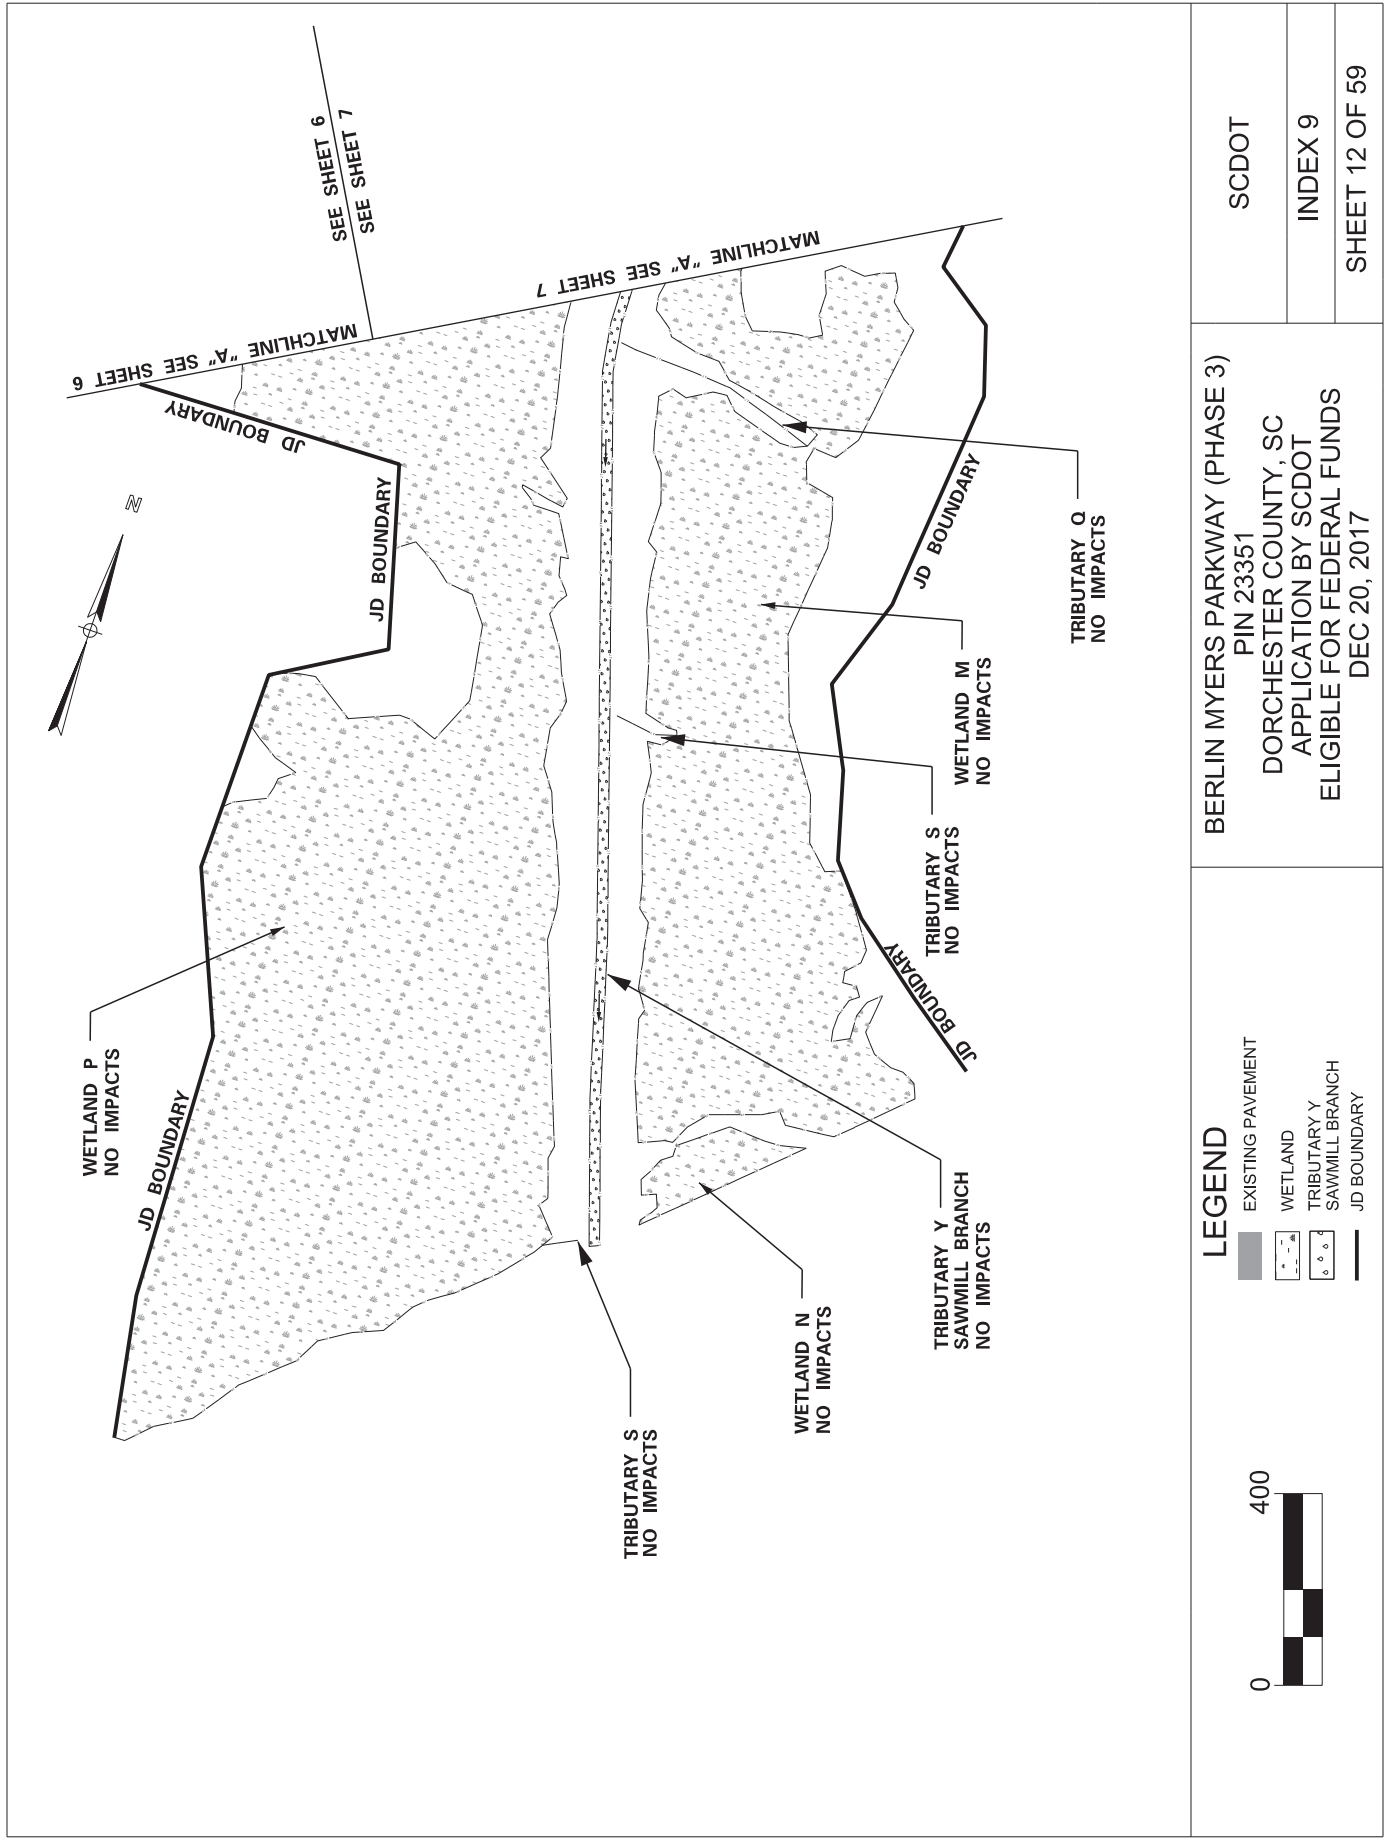 SEE SHEET 6
SEE SHEET 7
MATCHLINE "A" SEE SHEET 6
MATCHLINE "A" SEE SHEET 7
JD BOUNDARY
JD BOUNDARY
N
JD BOUNDARY
JD BOUNDARY
JD BOUNDARY
WETLAND P
NO IMPACTS
TRIBUTARY S
NO IMPACTS
WETLAND N
NO IMPACTS
TRIBUTARY Y
SAWMILL BRANCH
NO IMPACTS
TRIBUTARY S
NO IMPACTS
WETLAND M
NO IMPACTS
TRIBUTARY Q
NO IMPACTS
0
400
LEGEND
EXISTING PAVEMENT
WETLAND
TRIBUTARY Y
SAWMILL BRANCH
JD BOUNDARY
BERLIN MYERS PARKWAY (PHASE 3)
PIN 23351
DORCHESTER COUNTY, SC
APPLICATION BY SCDOT
ELIGIBLE FOR FEDERAL FUNDS
DEC 20, 2017
SCDOT
INDEX 9
SHEET 12 OF 59